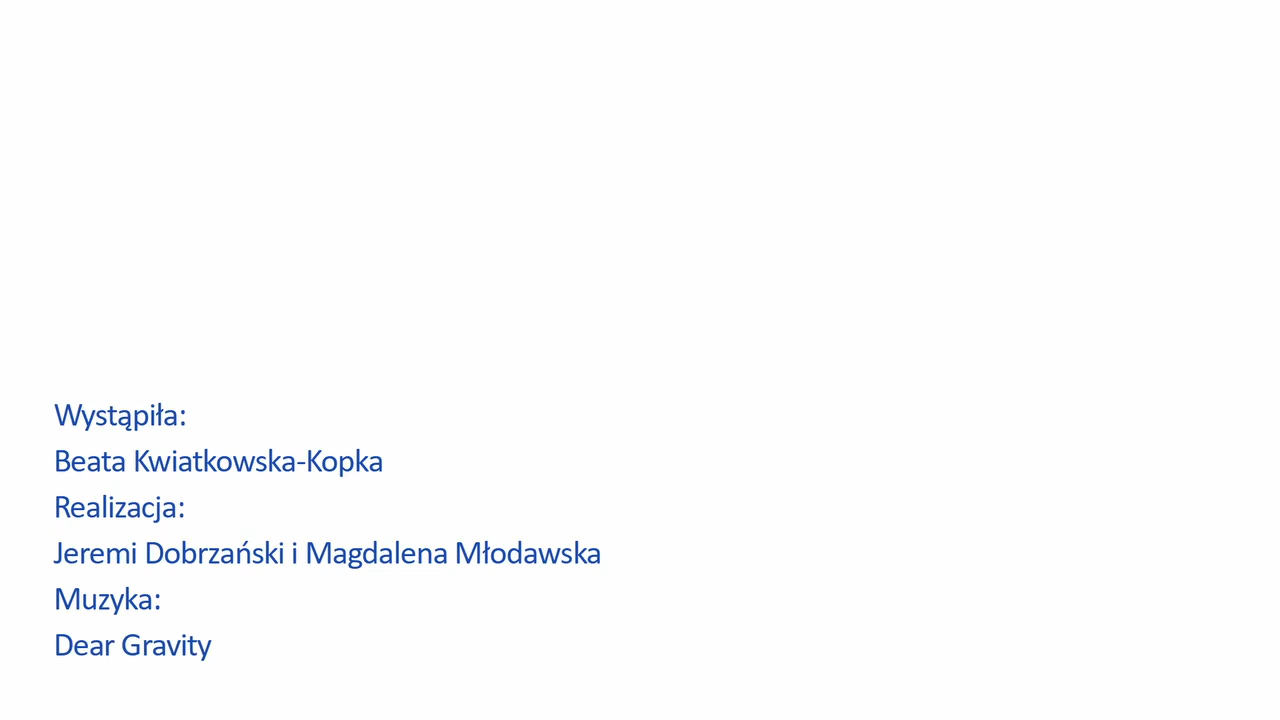 Wystąpiła:
Beata Kwiatkowska-Kopka
Realizacja:
Jeremi Dobrzański i Magdalena Młodawska
Muzyka:
Dear Gravity